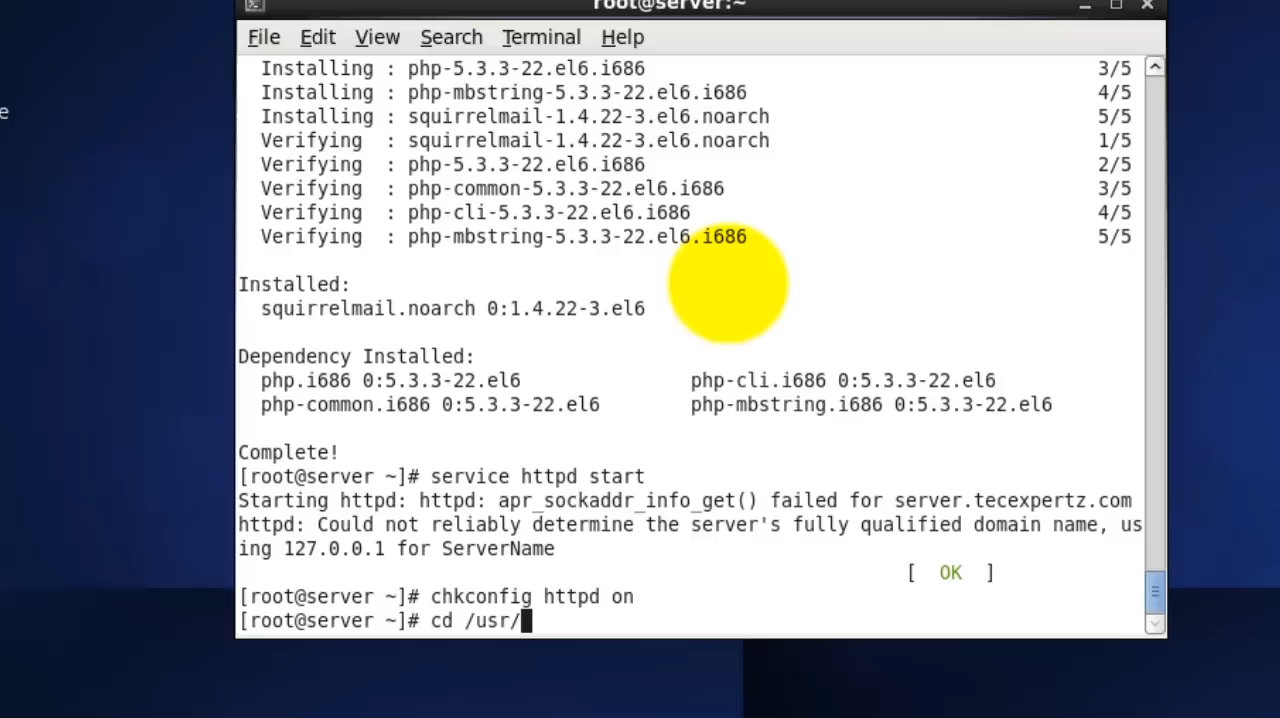 root@server:~
File Edit View Search Terminal Help
Installing : php-5.3.3-22.el6.i686 3/5
Installing : php-mbstring-5.3.3-22.el6.i686 4/5
Installing : squirrelmail-1.4.22-3.el6.noarch 5/5
Verifying : squirrelmail-1.4.22-3.el6.noarch 1/5
Verifying : php-5.3.3-22.el6.i686 2/5
Verifying : php-common-5.3.3-22.el6.i686 3/5
Verifying : php-cli-5.3.3-22.el6.i686 4/5
Verifying : php-mbstring-5.3.3-22.el6.i686 5/5
Installed:
squirrelmail.noarch 0:1.4.22-3.el6
Dependency Installed:
php.i686 0:5.3.3-22.el6 php-cli.i686 0:5.3.3-22.el6
php-common.i686 0:5.3.3-22.el6 php-mbstring.i686 0:5.3.3-22.el6
Complete!
[root@server ~]# service httpd start
Starting httpd: httpd: apr_sockaddr_info_get() failed for server.tecexpertz.com
httpd: Could not reliably determine the server's fully qualified domain name, us
ing 127.0.0.1 for ServerName
[ OK ]
[root@server ~]# chkconfig httpd on
[root@server ~]# cd /usr/
e